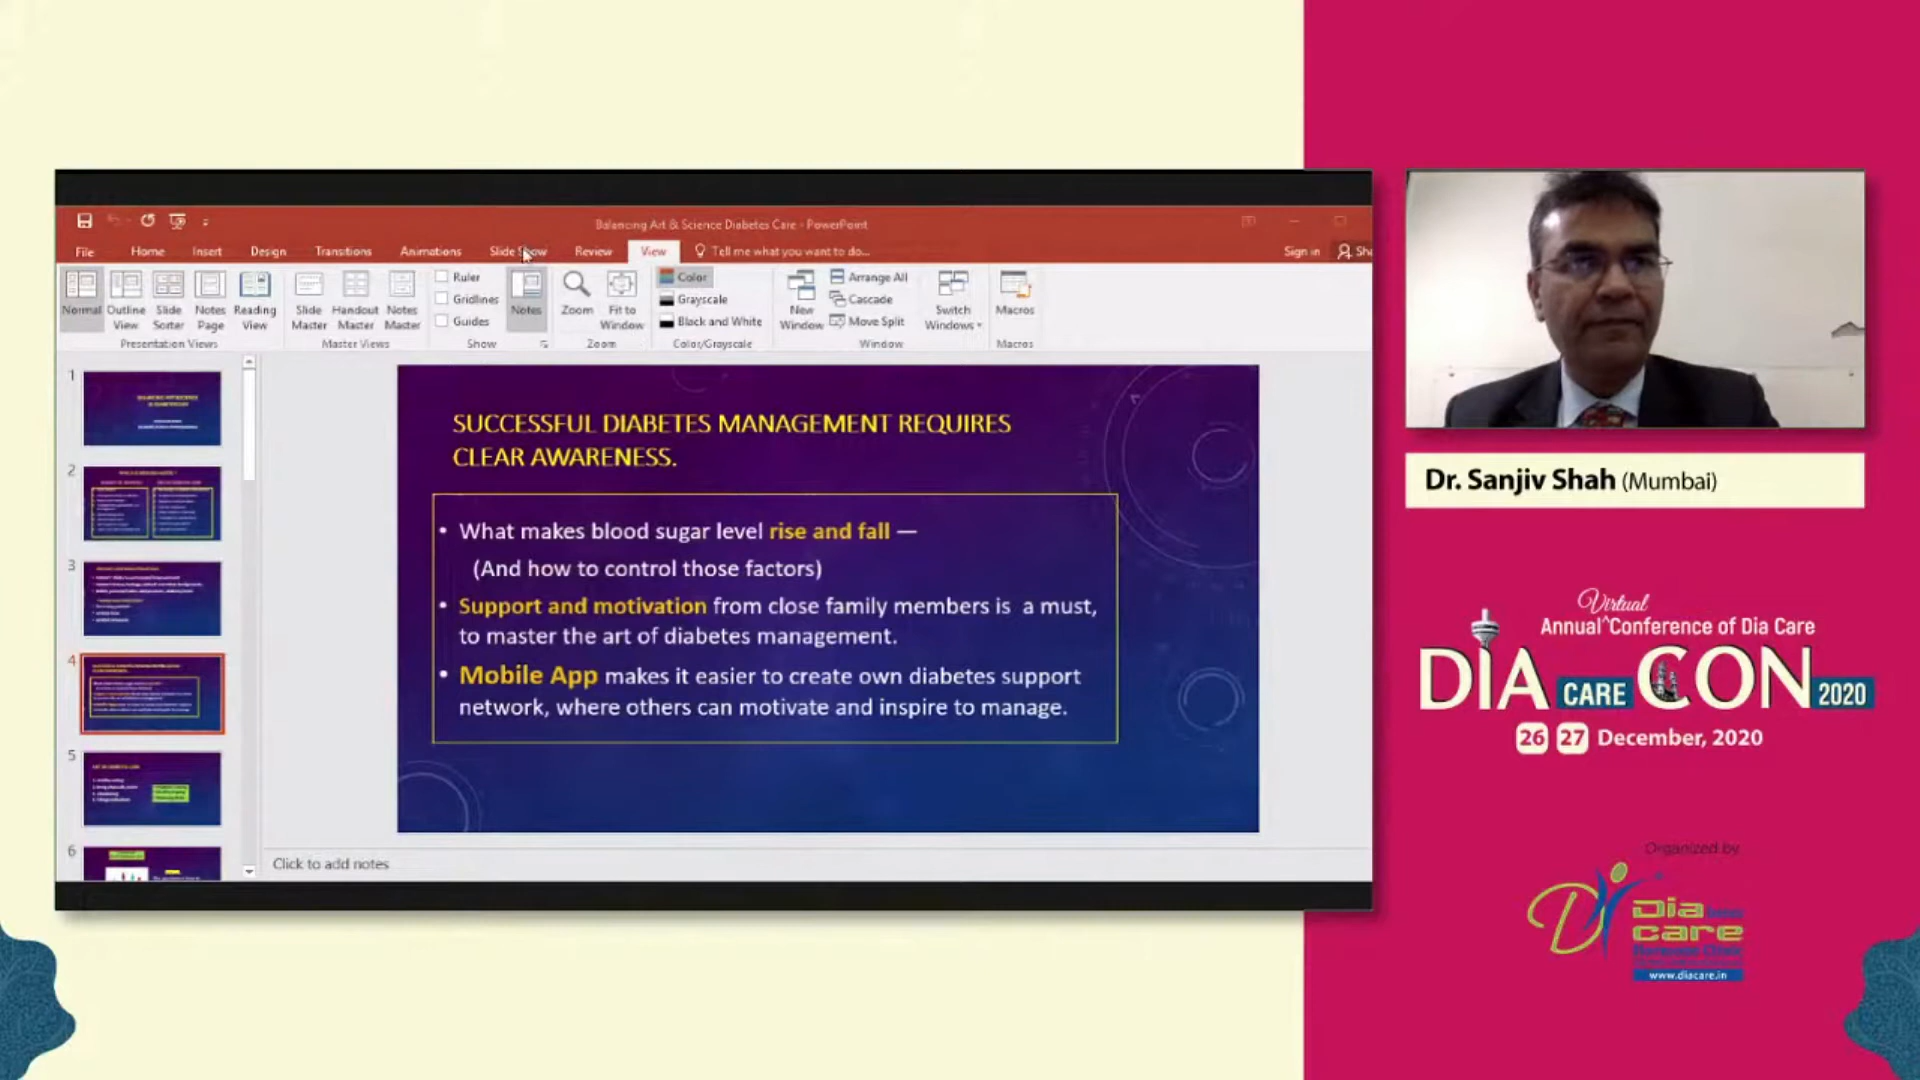 Balancing Art & Science Diabetes Care - PowerPoint
File Home Insert Design Transitions Animations Slide Show Review View Tell me what you want to do... Sign in Sha
Ruler
Gridlines
Guides
Color
Grayscale
Black and White
Arrange All
Cascade
Move Split
Normal Outline View Slide Sorter Notes Page Reading View
Slide Master Handout Master Notes Master
Notes
Zoom Fit to Window
New Window
Switch Windows
Macros
Presentation Views Master Views Show Zoom Color/Grayscale Window Macros
1
2
3
4
5
6
SUCCESSFUL DIABETES MANAGEMENT REQUIRES
CLEAR AWARENESS.
• What makes blood sugar level rise and fall —
(And how to control those factors)
• Support and motivation from close family members is a must,
to master the art of diabetes management.
• Mobile App makes it easier to create own diabetes support
network, where others can motivate and inspire to manage.
Click to add notes
Dr. Sanjiv Shah (Mumbai)
Virtual
Annual^Conference of Dia Care
DIA CARE CON 2020
26 27 December, 2020
Organized by
Dia
care
www.diacare.in